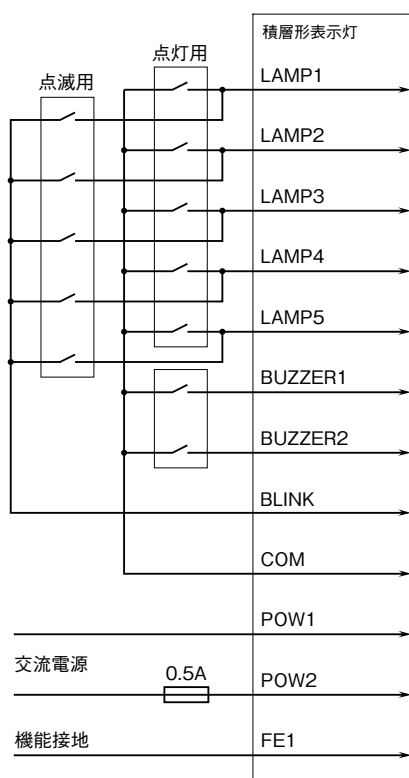 積層形表示灯
点灯用
点滅用
LAMP1
LAMP2
LAMP3
LAMP4
LAMP5
BUZZER1
BUZZER2
BLINK
COM
POW1
交流電源
0.5A
POW2
機能接地
FE1